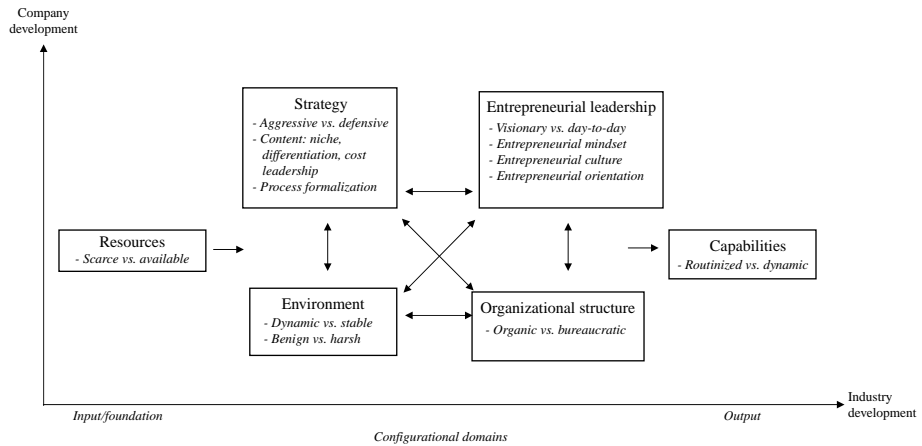 Company
development
Strategy
- Aggressive vs. defensive
- Content: niche,
differentiation, cost
leadership
- Process formalization
Entrepreneurial leadership
- Visionary vs. day-to-day
- Entrepreneurial mindset
- Entrepreneurial culture
- Entrepreneurial orientation
Resources
- Scarce vs. available
Capabilities
- Routinized vs. dynamic
Environment
- Dynamic vs. stable
- Benign vs. harsh
Organizational structure
- Organic vs. bureaucratic
Industry
development
Input/foundation
Output
Configurational domains